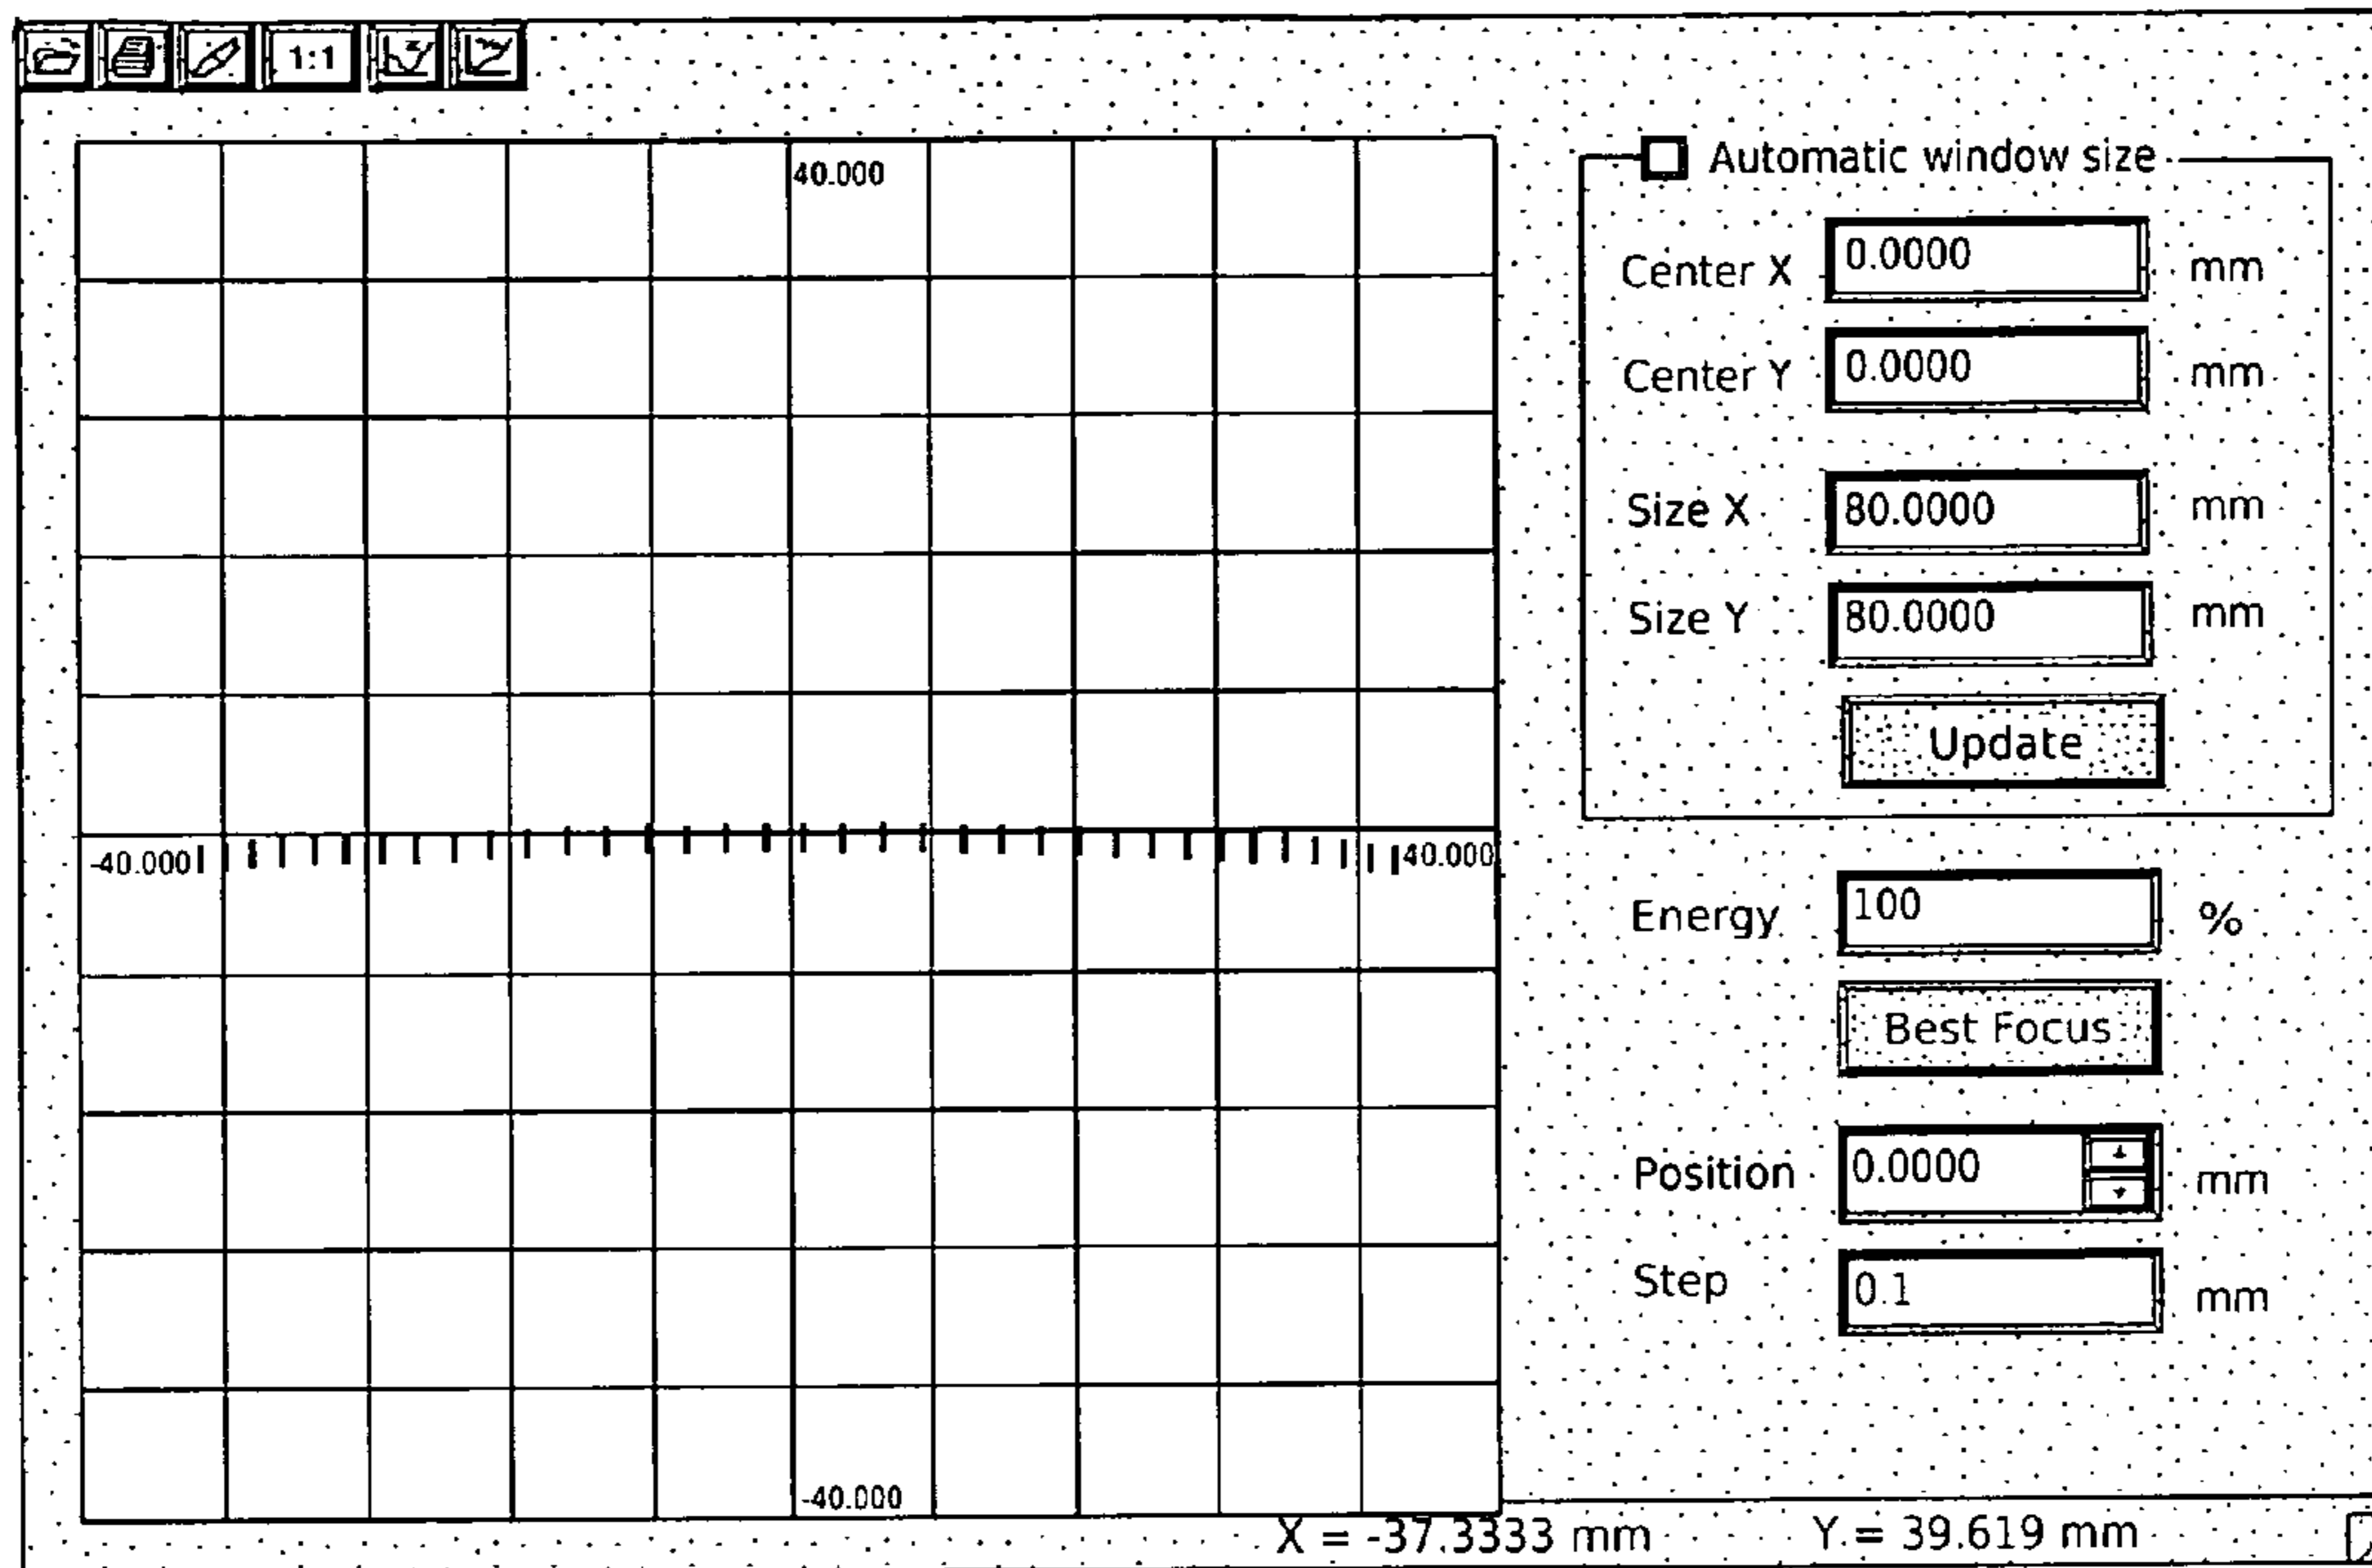 1:1
40.000
-40.000
40.000
-40.000
Automatic window size
Center X 0.0000 mm
Center Y 0.0000 mm
Size X 80.0000 mm
Size Y 80.0000 mm
Update
Energy 100 %
Best Focus
Position 0.0000 mm
Step 0.1 mm
X = -37.3333 mm Y = 39.619 mm